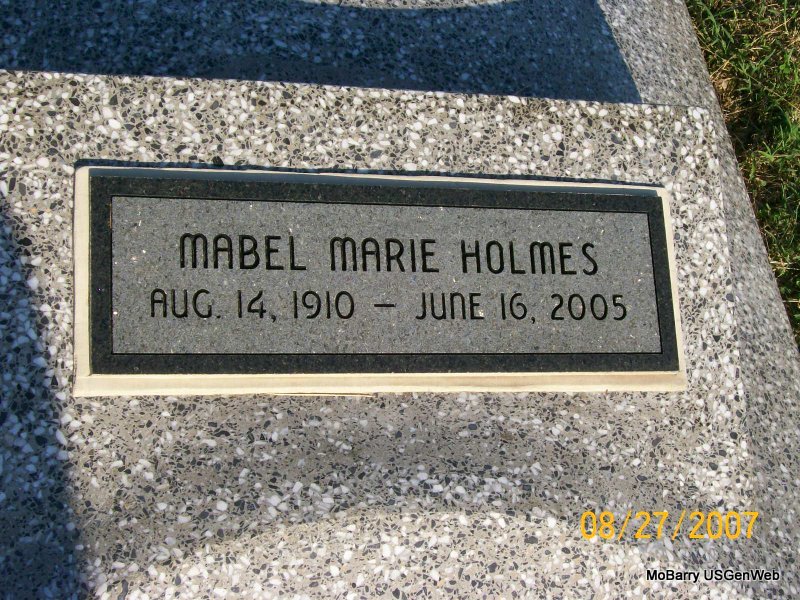 MABEL MARIE HOLMES
AUG. 14, 1910 – JUNE 16, 2005
08/27/2007
MoBarry USGenWeb